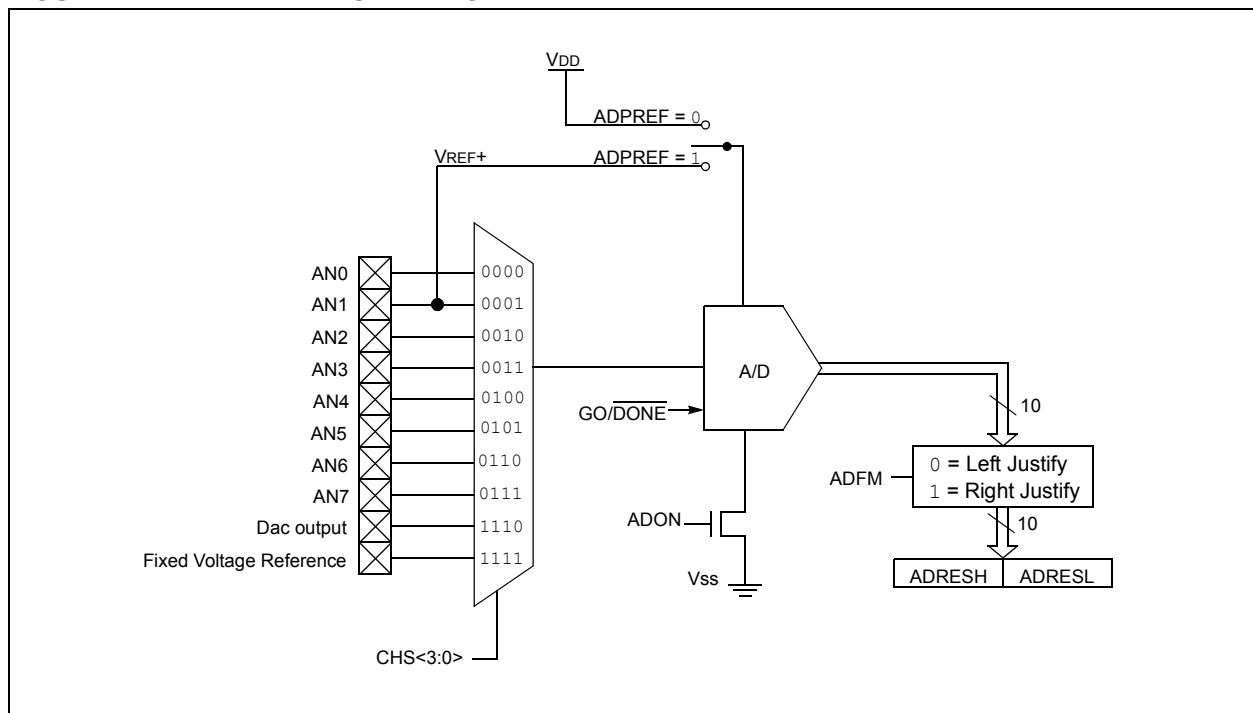 VDD
ADPREF = 0
VREF+
ADPREF = 1
AN0
0000
AN1
0001
AN2
0010
AN3
0011
AN4
0100
AN5
0101
AN6
0110
AN7
0111
Dac output
1110
Fixed Voltage Reference
1111
CHS<3:0>
A/D
GO/DONE
ADON
Vss
10
ADFM
0 = Left Justify
1 = Right Justify
10
ADRESH
ADRESL